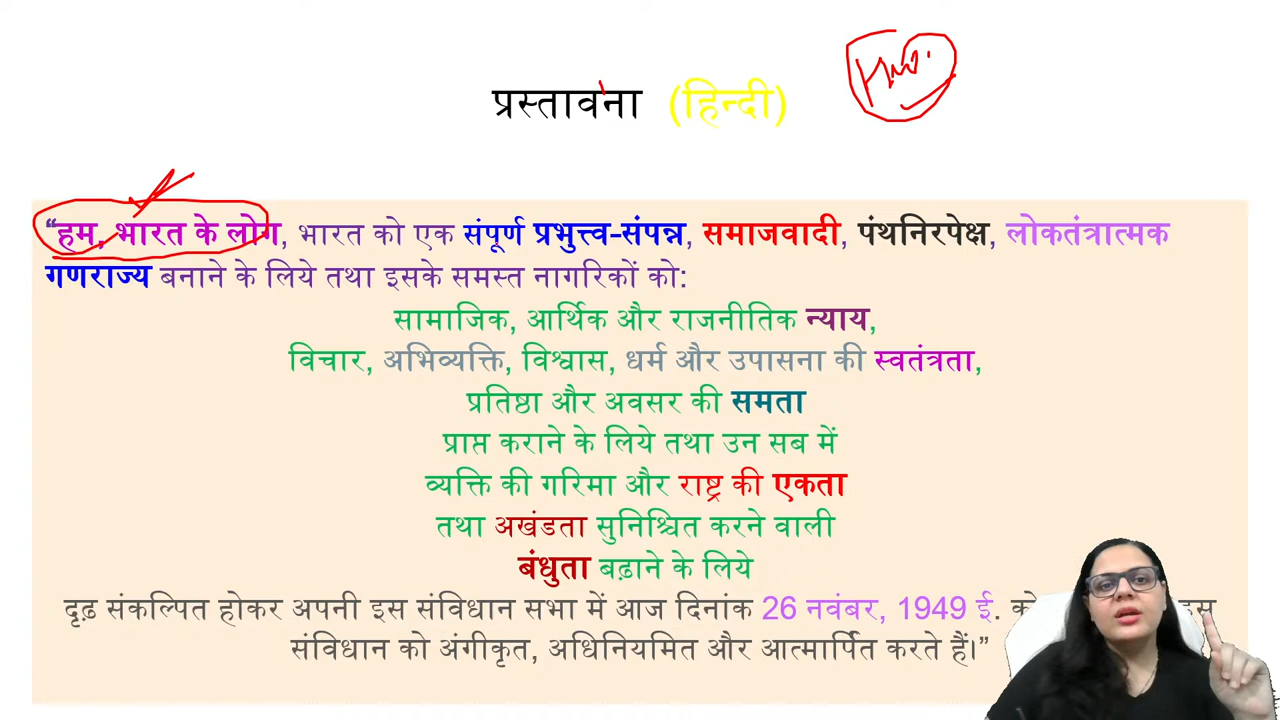 प्रस्तावना (हिन्दी)
“हम, भारत के लोग, भारत को एक संपूर्ण प्रभुत्त्व-संपन्न, समाजवादी, पंथनिरपेक्ष, लोकतंत्रात्मक
गणराज्य बनाने के लिये तथा इसके समस्त नागरिकों को:
सामाजिक, आर्थिक और राजनीतिक न्याय,
विचार, अभिव्यक्ति, विश्वास, धर्म और उपासना की स्वतंत्रता,
प्रतिष्ठा और अवसर की समता
प्राप्त कराने के लिये तथा उन सब में
व्यक्ति की गरिमा और राष्ट्र की एकता
तथा अखंडता सुनिश्चित करने वाली
बंधुता बढ़ाने के लिये
दृढ़ संकल्पित होकर अपनी इस संविधान सभा में आज दिनांक 26 नवंबर, 1949 ई. को इस
संविधान को अंगीकृत, अधिनियमित और आत्मार्पित करते हैं।”